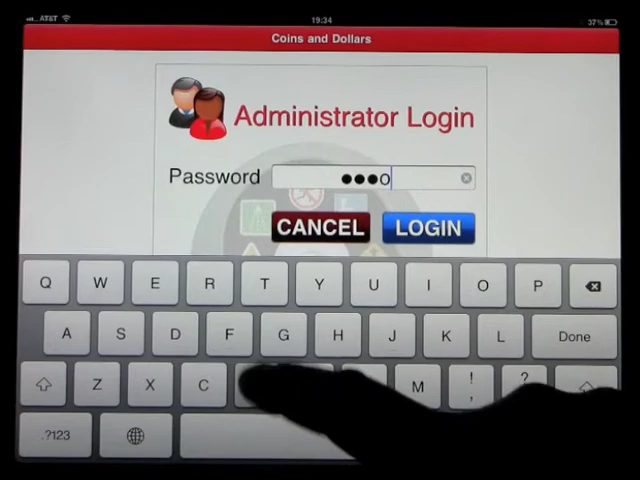 AT&T
19:34
37%
Coins and Dollars
Administrator Login
Password
●●●o
CANCEL LOGIN
Q W E R T Y U I O P
A S D F G H J K L Done
Z X C M ! , ?
.?123